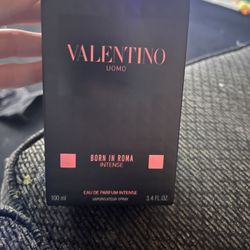 VALENTINO
UOMO
BORN IN ROMA
INTENSE
EAU DE PARFUM INTENSE
100 ml VAPORISATEUR SPRAY 3.4 FL.OZ.